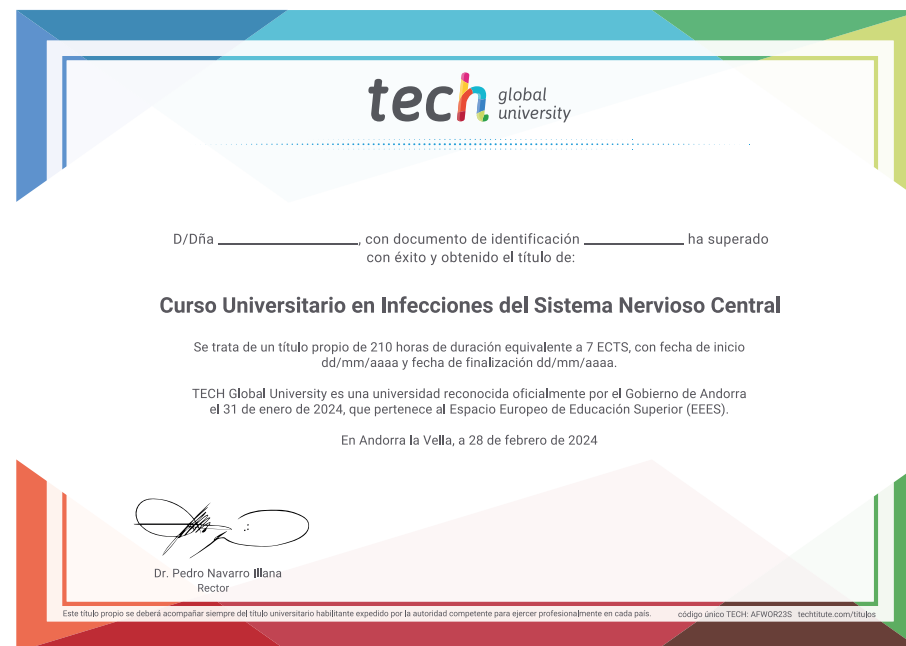 tech global university
D/Dña ____________________, con documento de identificación ______________ ha superado
con éxito y obtenido el título de:
Curso Universitario en Infecciones del Sistema Nervioso Central
Se trata de un título propio de 210 horas de duración equivalente a 7 ECTS, con fecha de inicio
dd/mm/aaaa y fecha de finalización dd/mm/aaaa.
TECH Global University es una universidad reconocida oficialmente por el Gobierno de Andorra
el 31 de enero de 2024, que pertenece al Espacio Europeo de Educación Superior (EEES).
En Andorra la Vella, a 28 de febrero de 2024
Dr. Pedro Navarro Illana
Rector
Este título propio se deberá acompañar siempre del título universitario habilitante expedido por la autoridad competente para ejercer profesionalmente en cada país. código único TECH: AFWOR23S techtitute.com/titulos